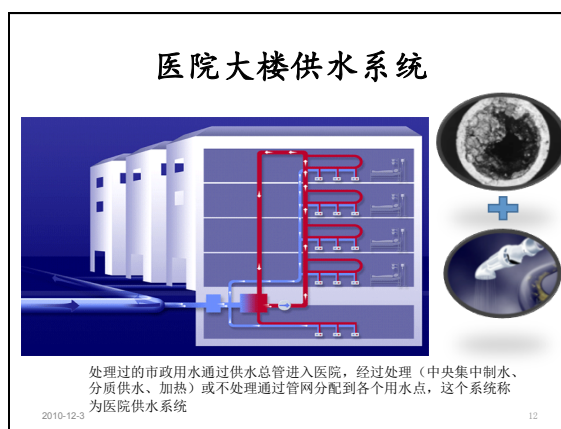 医院大楼供水系统
处理过的市政用水通过供水总管进入医院，经过处理（中央集中制水、
分质供水、加热）或不处理通过管网分配到各个用水点，这个系统称
为医院供水系统
2010-12-3
12